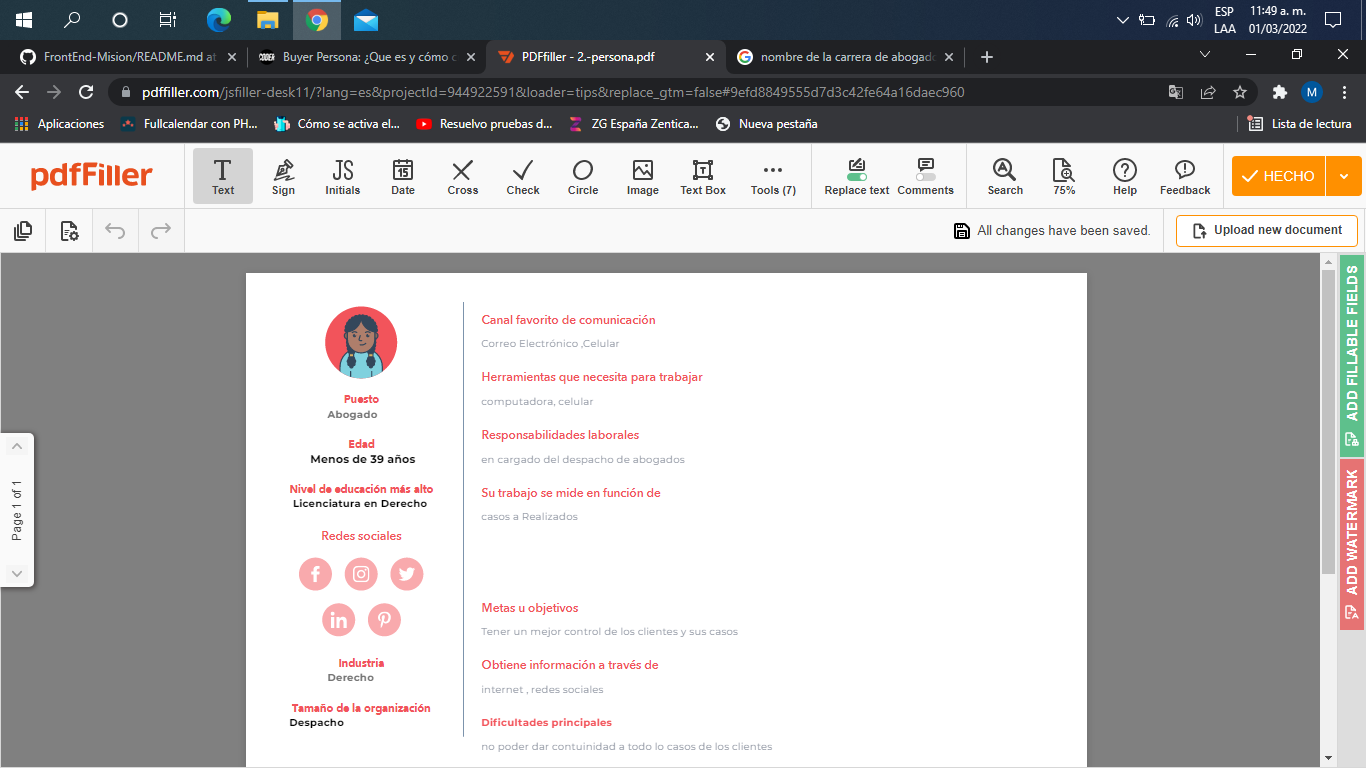 ESP
LAA
11:49 a. m.
01/03/2022
FrontEnd-Mision/README.md at
Buyer Persona: ¿Que es y cómo c
PDFfiller - 2.-persona.pdf
nombre de la carrera de abogad
pdffiller.com/jsfiller-desk11/?lang=es&projectId=944922591&loader=tips&replace_gtm=false#9efd8849555d7d3c42fe64a16daec960
M
Aplicaciones
Fullcalendar con PH...
Cómo se activa el...
Resuelvo pruebas d...
ZG España Zentica...
Nueva pestaña
Lista de lectura
pdfFiller
Text
Sign
JS
Initials
15
Date
Cross
Check
Circle
Image
Text Box
Tools (7)
Replace text
Comments
Search
75%
Help
Feedback
HECHO
All changes have been saved.
Upload new document
Page 1 of 1
Puesto
Abogado
Edad
Menos de 39 años
Nivel de educación más alto
Licenciatura en Derecho
Redes sociales
Industria
Derecho
Tamaño de la organización
Despacho
Canal favorito de comunicación
Correo Electrónico ,Celular
Herramientas que necesita para trabajar
computadora, celular
Responsabilidades laborales
en cargado del despacho de abogados
Su trabajo se mide en función de
casos a Realizados
Metas u objetivos
Tener un mejor control de los clientes y sus casos
Obtiene información a través de
internet , redes sociales
Dificultades principales
no poder dar contuinidad a todo lo casos de los clientes
ADD FILLABLE FIELDS
ADD WATERMARK